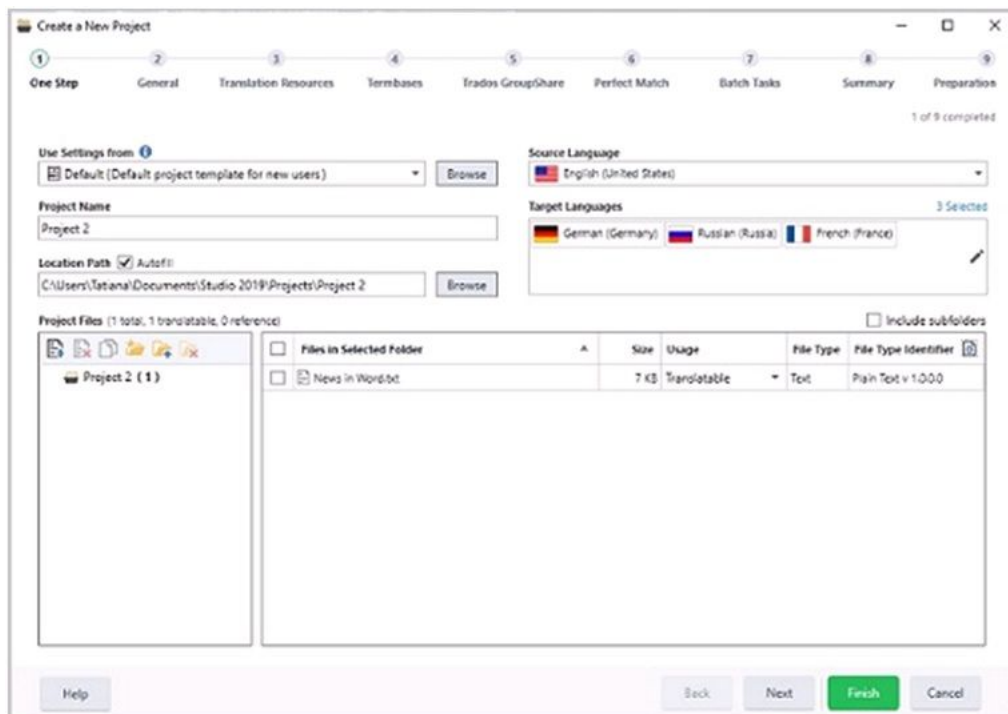 Create a New Project
1 2 3 4 5 6 7 8 9
One Step General Translation Resources Termbases Trados GroupShare Perfect Match Batch Tasks Summary Preparation
1 of 9 completed
Use Settings from
Default (Default project template for new users)
Browse
Project Name
Project 2
Location Path Autofill
C:\Users\Tatiana\Documents\Studio 2019\Projects\Project 2
Browse
Source Language
English (United States)
Target Languages
3 Selected
German (Germany) Russian (Russia) French (France)
Project Files (1 total, 1 translatable, 0 reference)
Include subfolders
Project 2 (1)
Files in Selected Folder Size Usage File Type File Type Identifier
News in Word.txt 7 KB Translatable Text Plain Text v 1.0.0.0
Help Back Next Finish Cancel